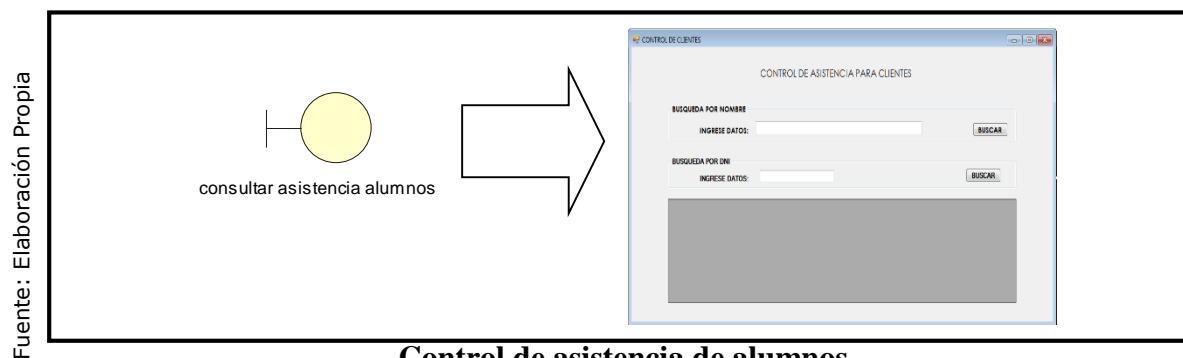 Fuente: Elaboración Propia
consultar asistencia alumnos
CONTROL DE CLIENTES
CONTROL DE ASISTENCIA PARA CLIENTES
BUSQUEDA POR NOMBRE
INGRESE DATOS:
BUSCAR
BUSQUEDA POR DNI
INGRESE DATOS:
BUSCAR
Control de asistencia de alumnos